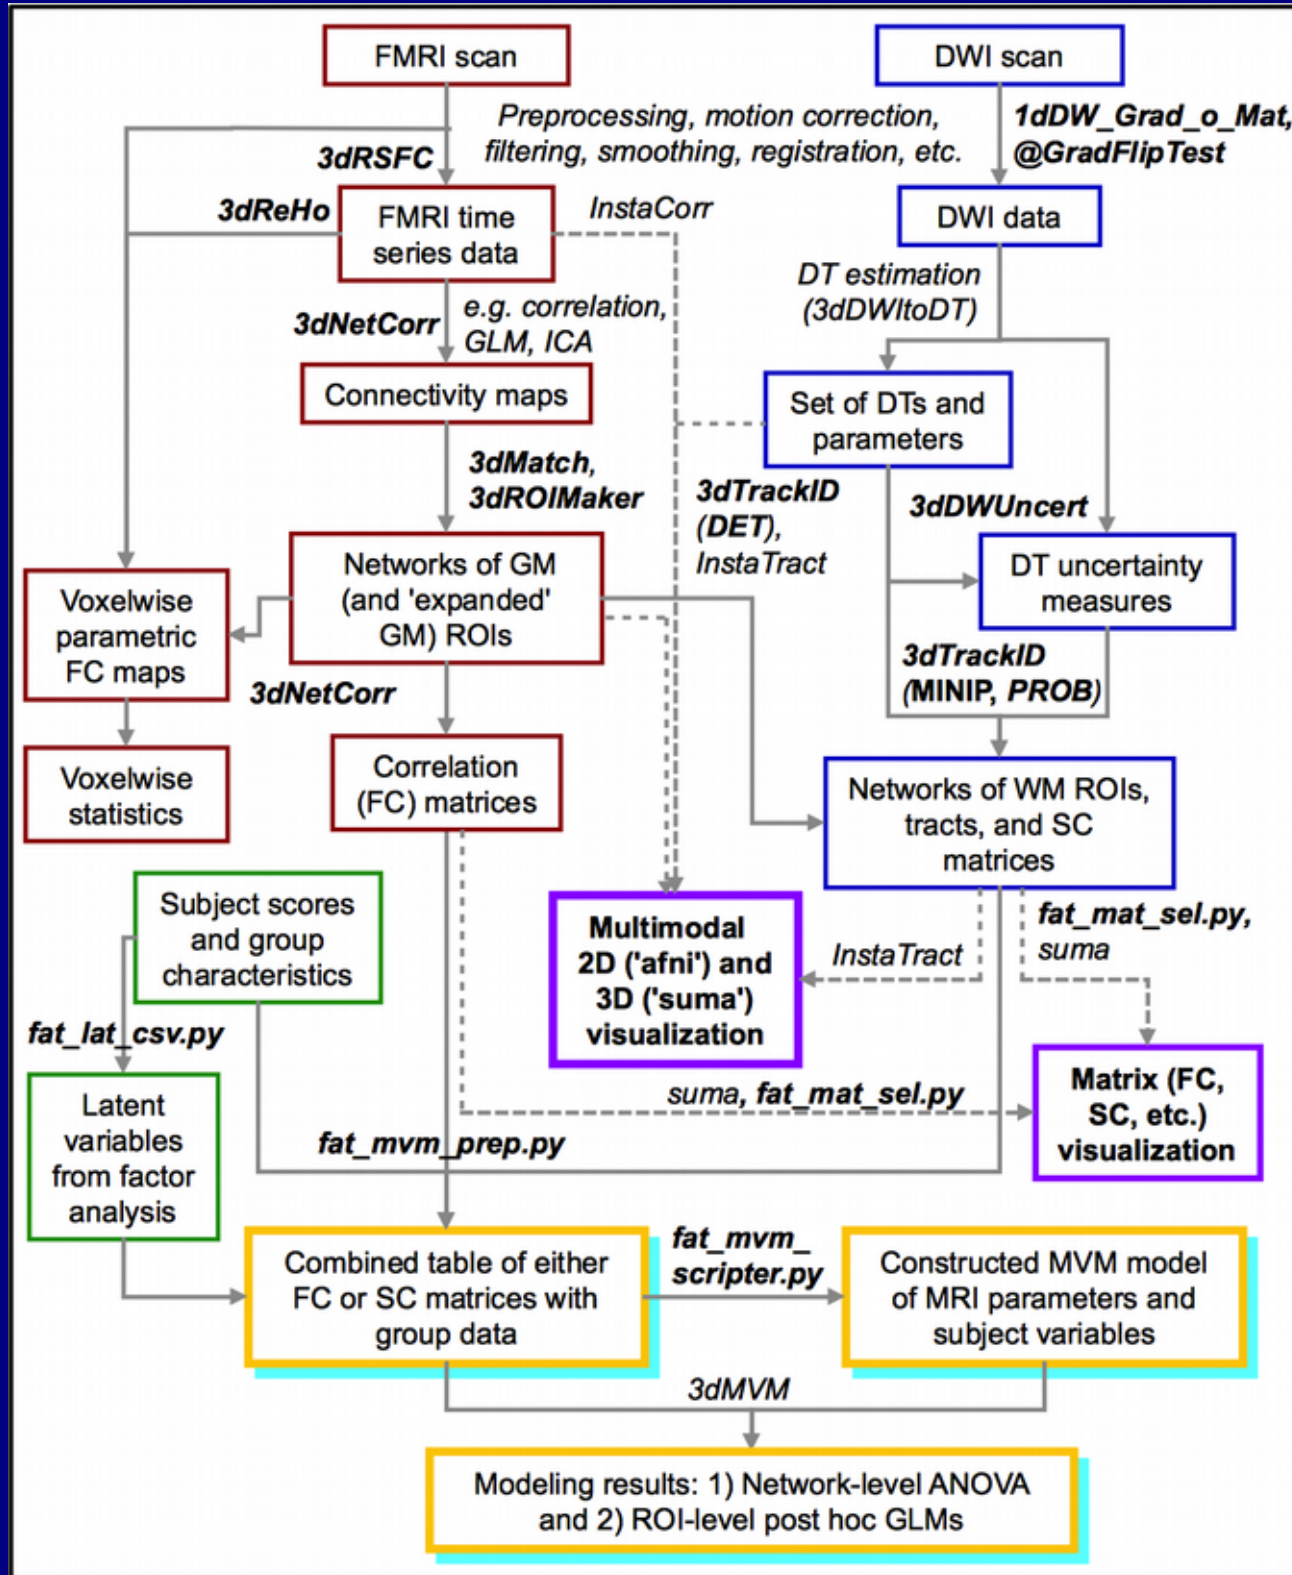 FMRI scan
DWI scan
Preprocessing, motion correction,
filtering, smoothing, registration, etc.
1dDW_Grad_o_Mat,
@GradFlipTest
3dRSFC
3dReHo
FMRI time
series data
InstaCorr
DWI data
DT estimation
(3dDWItoDT)
3dNetCorr
e.g. correlation,
GLM, ICA
Connectivity maps
Set of DTs and
parameters
3dMatch,
3dROIMaker
3dTrackID
(DET),
InstaTract
3dDWUncert
Networks of GM
(and 'expanded'
GM) ROIs
DT uncertainty
measures
Voxelwise
parametric
FC maps
3dNetCorr
3dTrackID
(MINIP, PROB)
Voxelwise
statistics
Correlation
(FC) matrices
Networks of WM ROIs,
tracts, and SC
matrices
Subject scores
and group
characteristics
Multimodal
2D ('afni') and
3D ('suma')
visualization
InstaTract
fat_mat_sel.py,
suma
fat_lat_csv.py
Latent
variables
from factor
analysis
suma, fat_mat_sel.py
Matrix (FC,
SC, etc.)
visualization
fat_mvm_prep.py
Combined table of either
FC or SC matrices with
group data
fat_mvm_
scripter.py
Constructed MVM model
of MRI parameters and
subject variables
3dMVM
Modeling results: 1) Network-level ANOVA
and 2) ROI-level post hoc GLMs